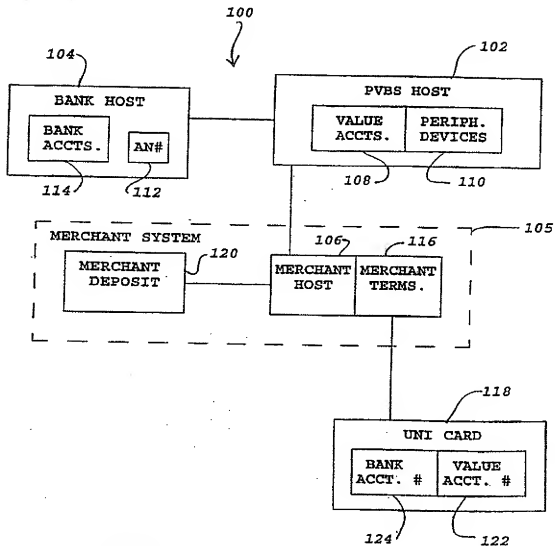 100
104
102
BANK HOST
BANK
ACCTS.
AN#
114
112
PVBS HOST
VALUE
ACCTS.
PERIPH.
DEVICES
108
110
105
MERCHANT SYSTEM
120
MERCHANT
DEPOSIT
106
116
MERCHANT
HOST
MERCHANT
TERMS.
118
UNI CARD
BANK
ACCT. #
VALUE
ACCT. #
124
122